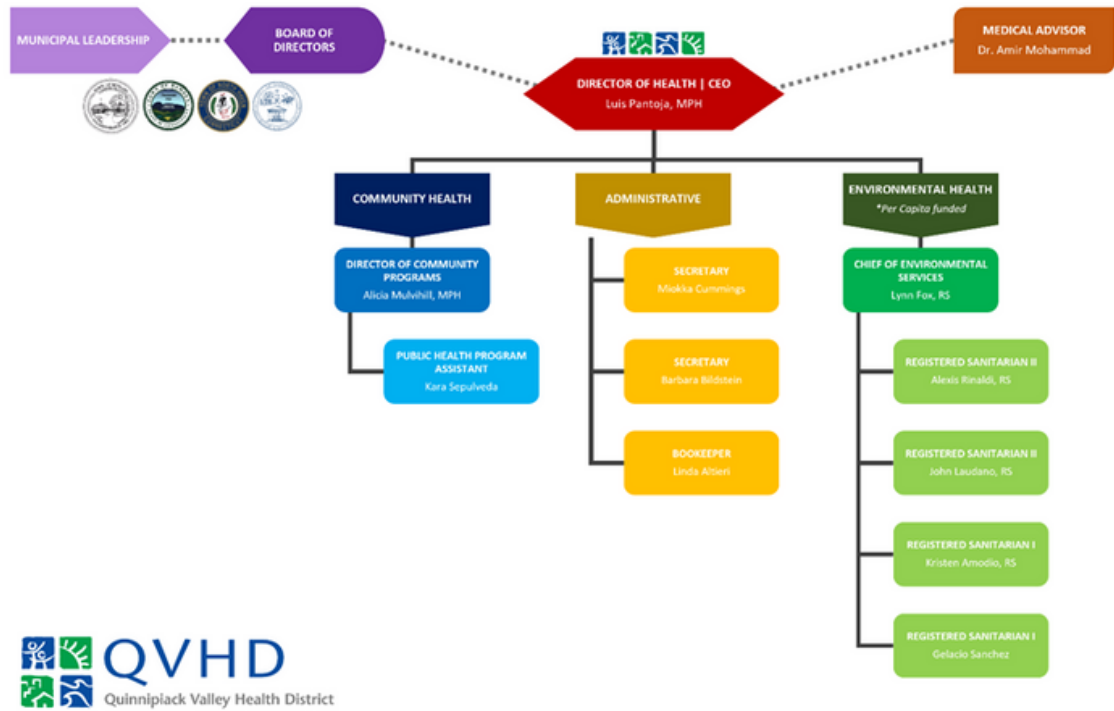 MUNICIPAL LEADERSHIP
BOARD OF
DIRECTORS
MEDICAL ADVISOR
Dr. Amir Mohammad
DIRECTOR OF HEALTH | CEO
Luis Pantoja, MPH
COMMUNITY HEALTH
ADMINISTRATIVE
ENVIRONMENTAL HEALTH
*Per Capita funded
DIRECTOR OF COMMUNITY
PROGRAMS
Alicia Mulvihill, MPH
SECRETARY
Miokka Cummings
CHIEF OF ENVIRONMENTAL
SERVICES
Lynn Fox, RS
PUBLIC HEALTH PROGRAM
ASSISTANT
Kara Sepulveda
SECRETARY
Barbara Bildstein
REGISTERED SANITARIAN II
Alexis Rinaldi, RS
BOOKEEPER
Linda Altieri
REGISTERED SANITARIAN II
John Laudano, RS
REGISTERED SANITARIAN I
Kristen Amodio, RS
REGISTERED SANITARIAN I
Gelacio Sanchez
QVHD
Quinnipiack Valley Health District